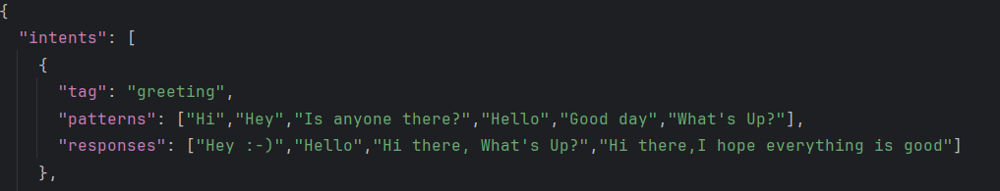 {
"intents": [
{
"tag": "greeting",
"patterns": ["Hi","Hey","Is anyone there?","Hello","Good day","What's Up?"],
"responses": ["Hey :-)","Hello","Hi there, What's Up?","Hi there,I hope everything is good"]
},